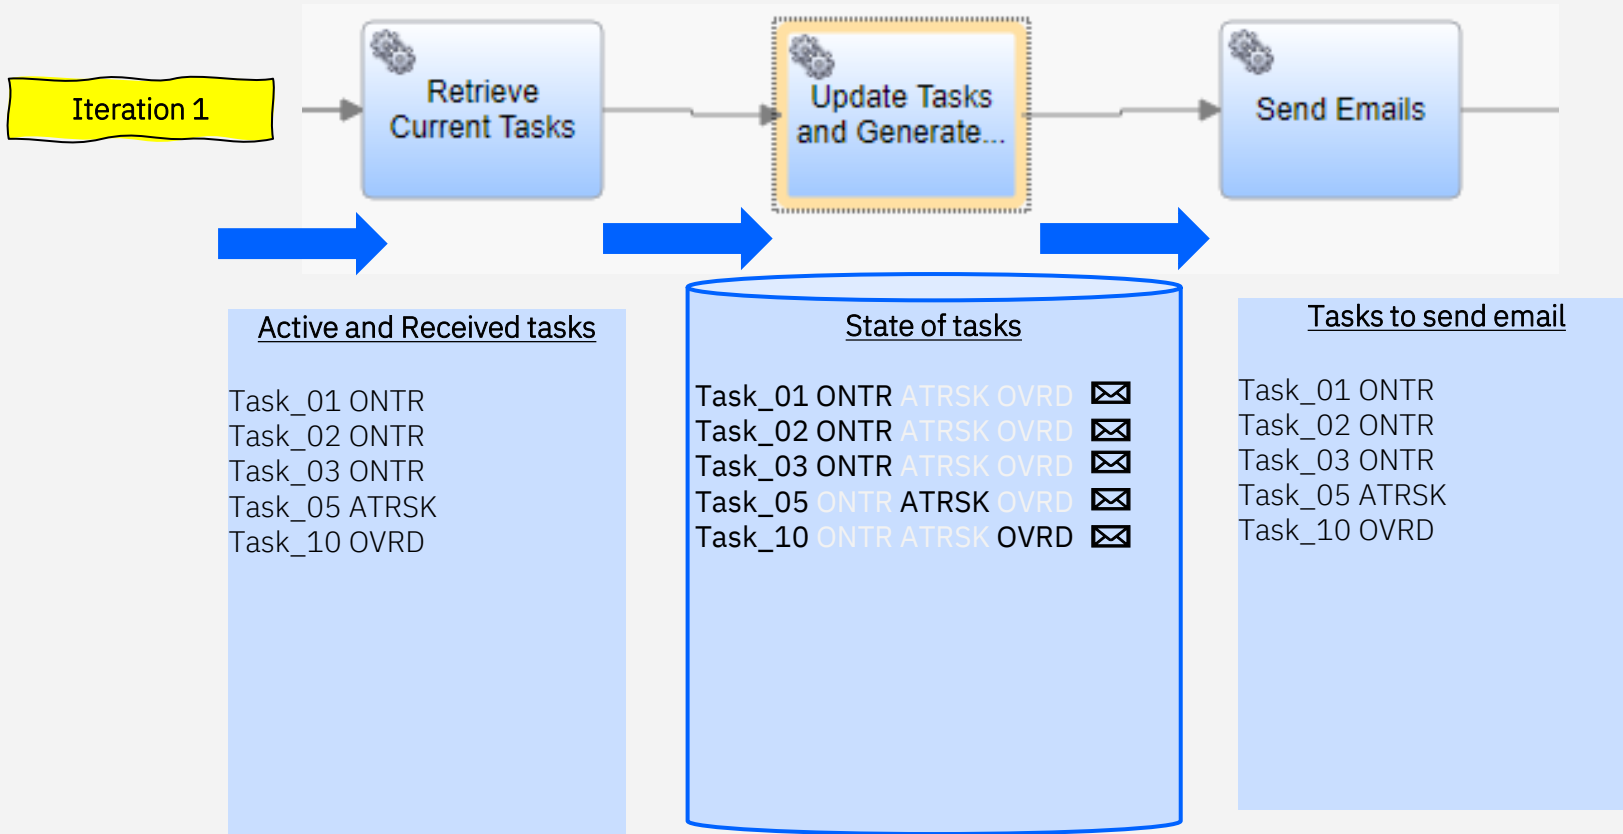 Iteration 1
Retrieve
Current Tasks
Update Tasks
and Generate...
Send Emails
Active and Received tasks
Task_01 ONTR
Task_02 ONTR
Task_03 ONTR
Task_05 ATRSK
Task_10 OVRD
State of tasks
Task_01 ONTR ATRSK OVRD
Task_02 ONTR ATRSK OVRD
Task_03 ONTR ATRSK OVRD
Task_05 ONTR ATRSK OVRD
Task_10 ONTR ATRSK OVRD
Tasks to send email
Task_01 ONTR
Task_02 ONTR
Task_03 ONTR
Task_05 ATRSK
Task_10 OVRD